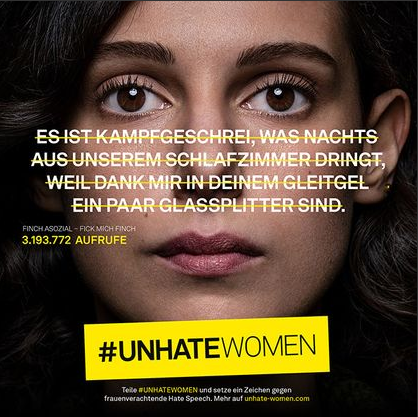 ES IST KAMPFGESCHREI, WAS NACHTS
AUS UNSEREM SCHLAFZIMMER DRINGT,
WEIL DANK MIR IN DEINEM GLEITGEL
EIN PAAR GLASSPLITTER SIND.
FINCH ASOZIAL – FICK MICH FINCH
3.193.772 AUFRUFE
#UNHATEWOMEN
Teile #UNHATEWOMEN und setze ein Zeichen gegen
frauenverachtende Hate Speech. Mehr auf unhate-women.com